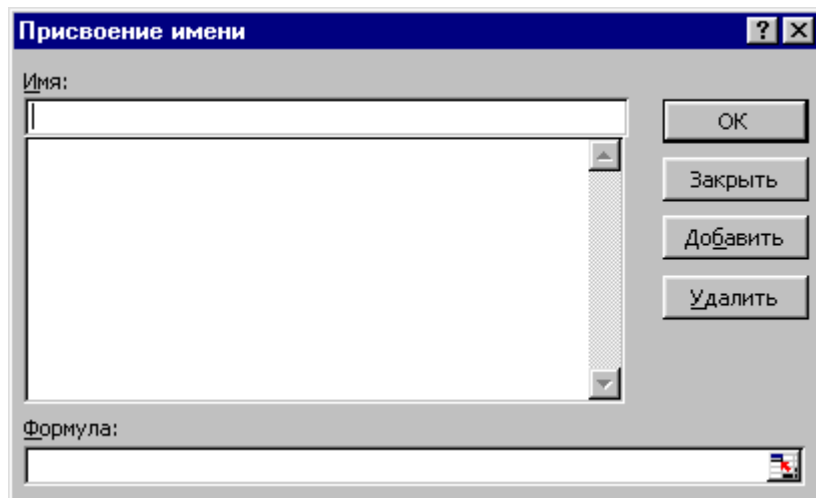 Присвоение имени
Имя:
ОК
Закрыть
Добавить
Удалить
Формула: